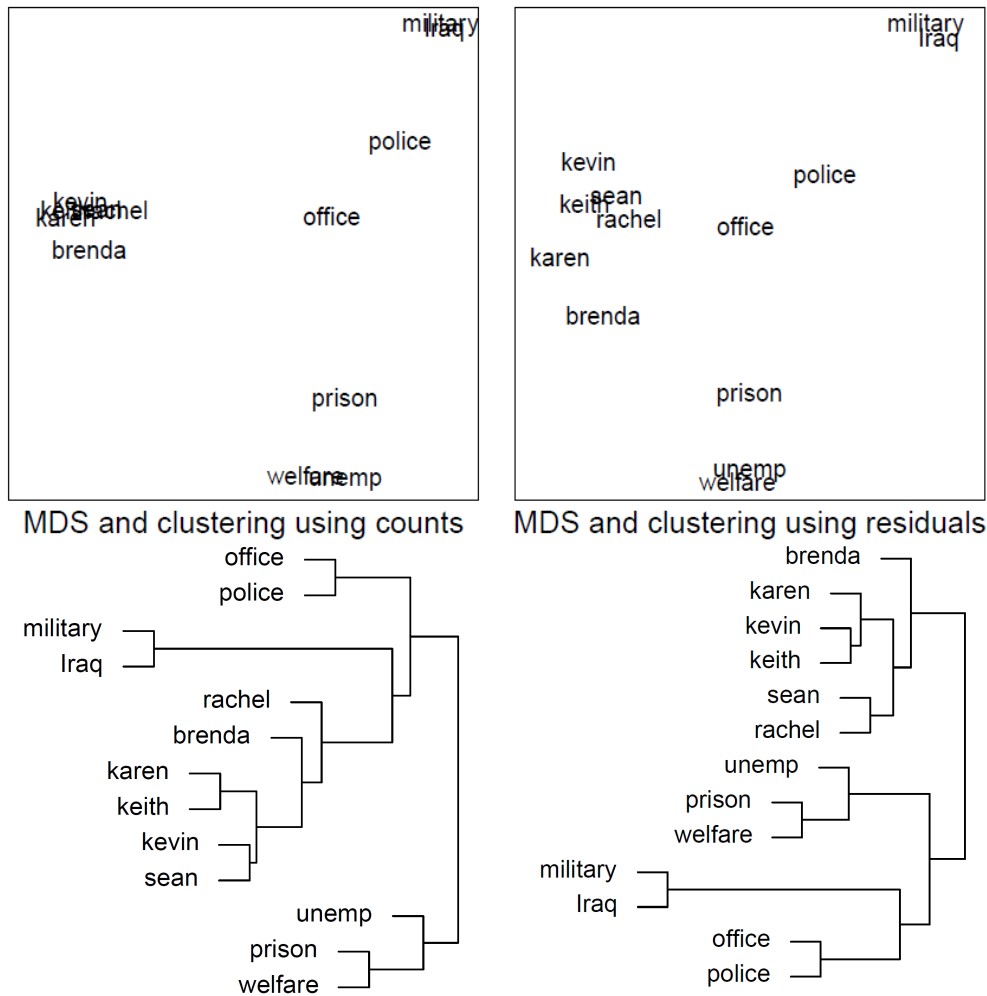 military
Iraq
police
kevin
keith
sean
rachel
karen
office
brenda
prison
welfare
unemp
MDS and clustering using counts
office
police
military
Iraq
rachel
brenda
karen
keith
kevin
sean
unemp
prison
welfare
military
Iraq
kevin
police
sean
keith
rachel
office
karen
brenda
prison
unemp
welfare
MDS and clustering using residuals
brenda
karen
kevin
keith
sean
rachel
unemp
prison
welfare
military
Iraq
office
police